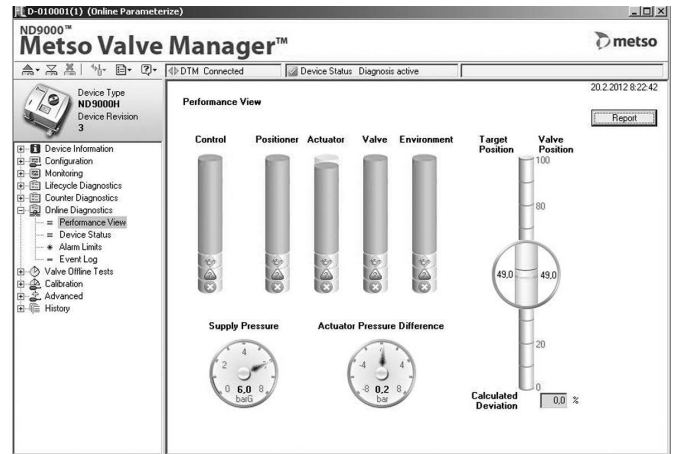 D-010001(1) (Online Parameterize)
ND9000™
Metso Valve Manager™
metso
DTM Connected
Device Status Diagnosis active
Device Type
ND9000H
Device Revision
3
Device Information
Configuration
Monitoring
Lifecycle Diagnostics
Counter Diagnostics
Online Diagnostics
Performance View
Device Status
Alarm Limits
Event Log
Valve Offline Tests
Calibration
Advanced
History
20.2.2012 8:22:42
Performance View
Report
Control Positioner Actuator Valve Environment
Target Position
Valve Position
100
80
49,0 49,0
20
0
Supply Pressure
0 2 4 8
6,0
barG
Actuator Pressure Difference
-8 -4 4 8
0,2
bar
Calculated Deviation
0,0 %